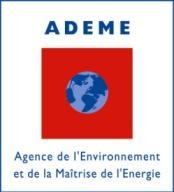 ADEME
Agence de l'Environnement
et de la Maîtrise de l'Energie